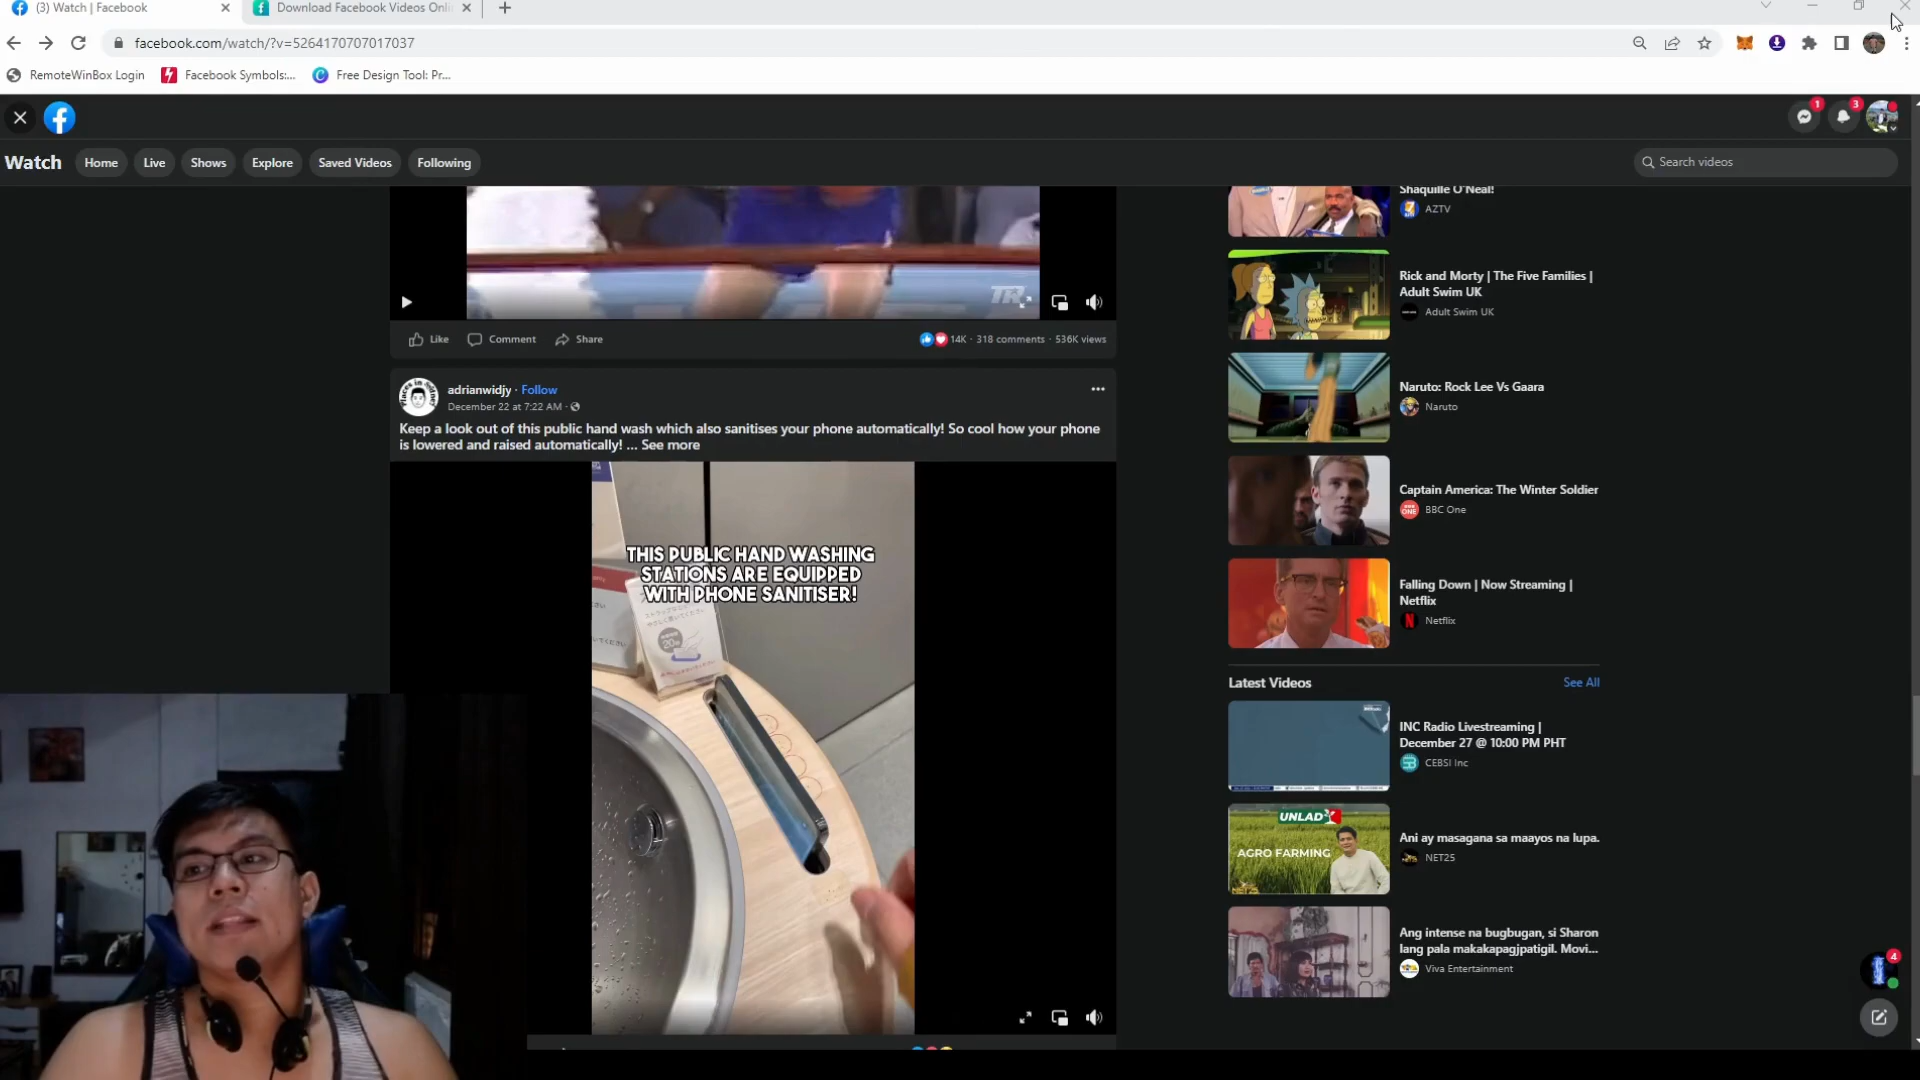 (3) Watch | Facebook
Download Facebook Videos Onli
facebook.com/watch/?v=5264170707017037
RemoteWinBox Login
Facebook Symbols:...
Free Design Tool: Pr...
1
3
Watch
Home
Live
Shows
Explore
Saved Videos
Following
Search videos
TR
Like
Comment
Share
14K · 318 comments · 536K views
adrianwidjy · Follow
December 22 at 7:22 AM ·
Keep a look out of this public hand wash which also sanitises your phone automatically! So cool how your phone
is lowered and raised automatically! ... See more
THIS PUBLIC HAND WASHING
STATIONS ARE EQUIPPED
WITH PHONE SANITISER!
Shaquille O'Neal!
AZTV
Rick and Morty | The Five Families |
Adult Swim UK
Adult Swim UK
Naruto: Rock Lee Vs Gaara
Naruto
Captain America: The Winter Soldier
BBC One
Falling Down | Now Streaming |
Netflix
Netflix
Latest Videos
See All
INC Radio Livestreaming |
December 27 @ 10:00 PM PHT
CEBSI Inc
UNLAD
AGRO FARMING
NET25
Ani ay masagana sa maayos na lupa.
NET25
Ang intense na bugbugan, si Sharon
lang pala makakapagjpatigil. Movi...
Viva Entertainment
4